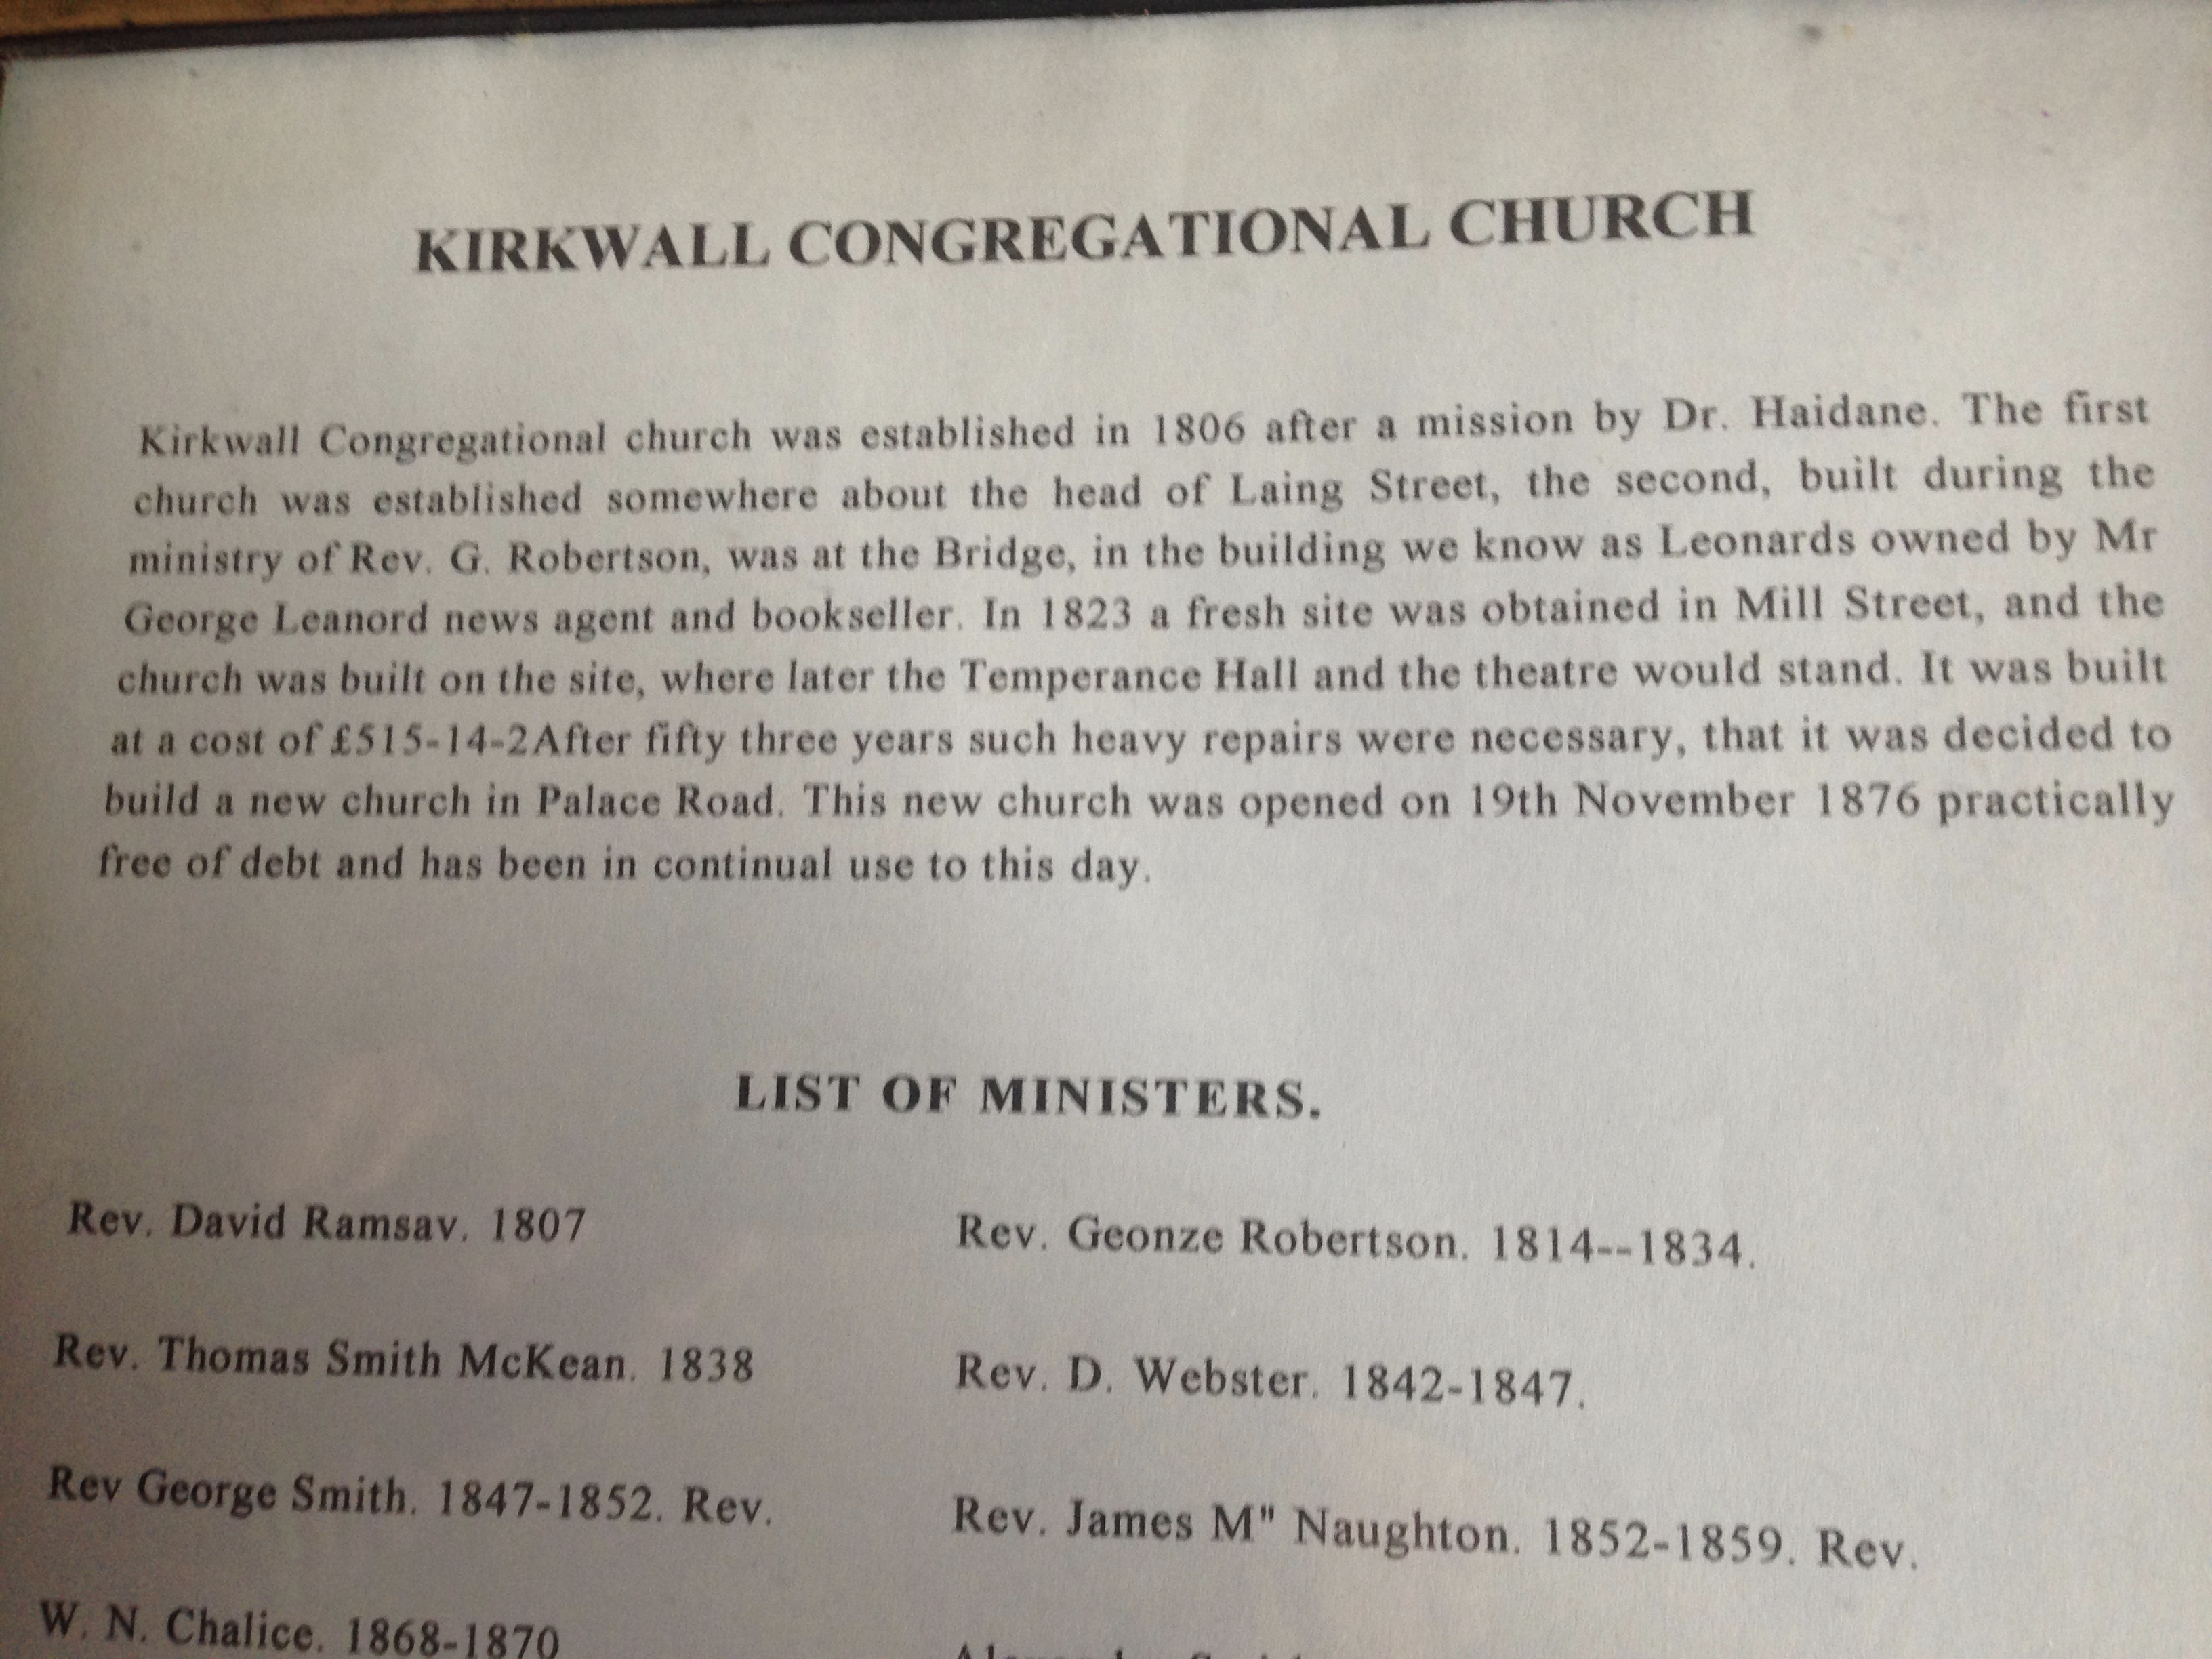 KIRKWALL CONGREGATIONAL CHURCH
Kirkwall Congregational church was established in 1806 after a mission by Dr. Haidane. The first
church was established somewhere about the head of Laing Street, the second, built during the
ministry of Rev. G. Robertson, was at the Bridge, in the building we know as Leonards owned by Mr
George Leanord news agent and bookseller. In 1823 a fresh site was obtained in Mill Street, and the
church was built on the site, where later the Temperance Hall and the theatre would stand. It was built
at a cost of £515-14-2After fifty three years such heavy repairs were necessary, that it was decided to
build a new church in Palace Road. This new church was opened on 19th November 1876 practically
free of debt and has been in continual use to this day.
LIST OF MINISTERS.
Rev. David Ramsav. 1807
Rev. Geonze Robertson. 1814--1834.
Rev. Thomas Smith McKean. 1838
Rev. D. Webster. 1842-1847.
Rev George Smith. 1847-1852. Rev.
Rev. James M" Naughton. 1852-1859. Rev.
W. N. Chalice. 1868-1870